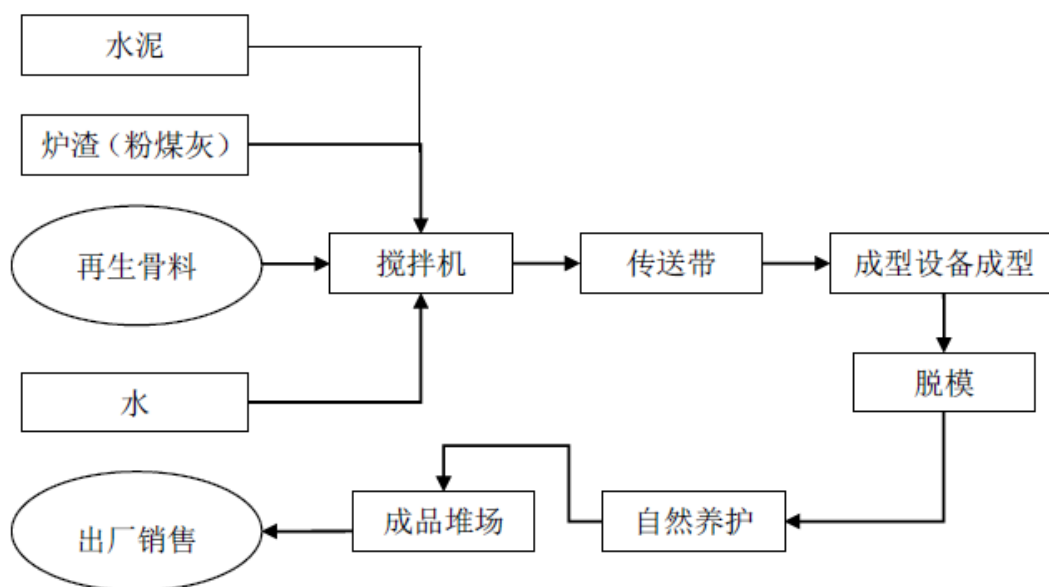 水泥
炉渣（粉煤灰）
再生骨料
搅拌机
传送带
成型设备成型
水
脱模
成品堆场
自然养护
出厂销售